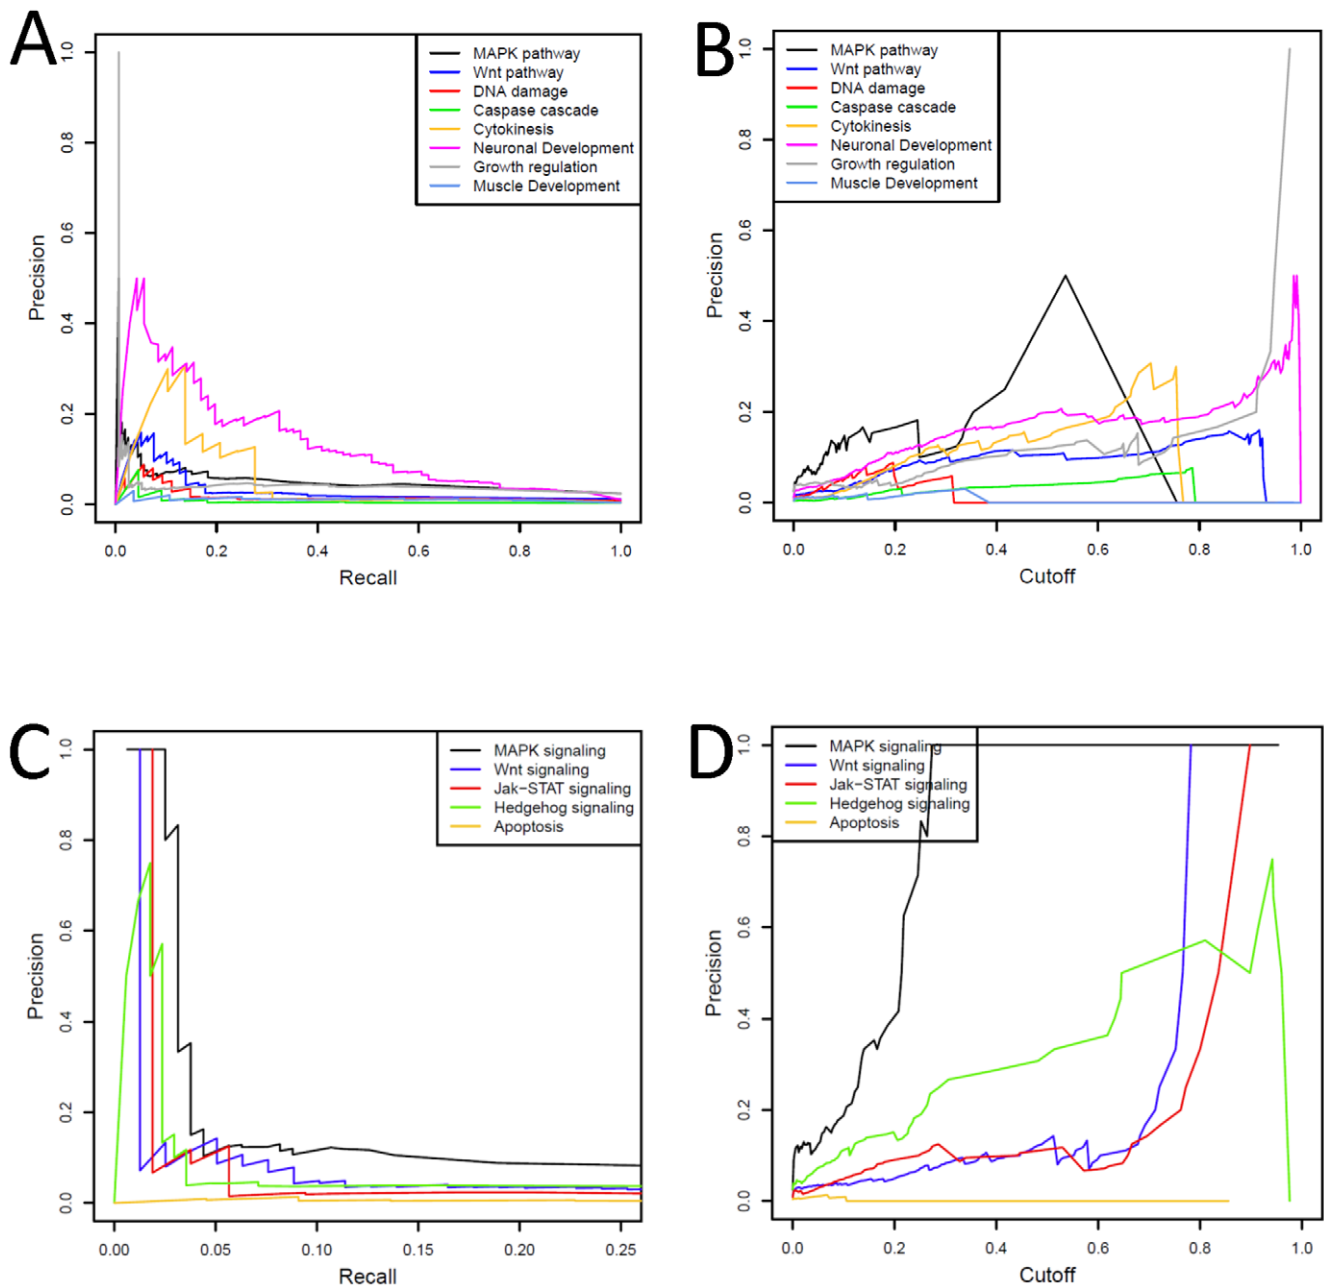 A
MAPK pathway
Wnt pathway
DNA damage
Caspase cascade
Cytokinesis
Neuronal Development
Growth regulation
Muscle Development
Precision
0.0
0.2
0.4
0.6
0.8
1.0
0.0 0.2 0.4 0.6 0.8 1.0
Recall
B
MAPK pathway
Wnt pathway
DNA damage
Caspase cascade
Cytokinesis
Neuronal Development
Growth regulation
Muscle Development
Precision
0.0
0.2
0.4
0.6
0.8
1.0
0.0 0.2 0.4 0.6 0.8 1.0
Cutoff
C
MAPK signaling
Wnt signaling
Jak−STAT signaling
Hedgehog signaling
Apoptosis
Precision
0.0
0.2
0.4
0.6
0.8
1.0
0.00 0.05 0.10 0.15 0.20 0.25
Recall
D
MAPK signaling
Wnt signaling
Jak−STAT signaling
Hedgehog signaling
Apoptosis
Precision
0.0
0.2
0.4
0.6
0.8
1.0
0.0 0.2 0.4 0.6 0.8 1.0
Cutoff